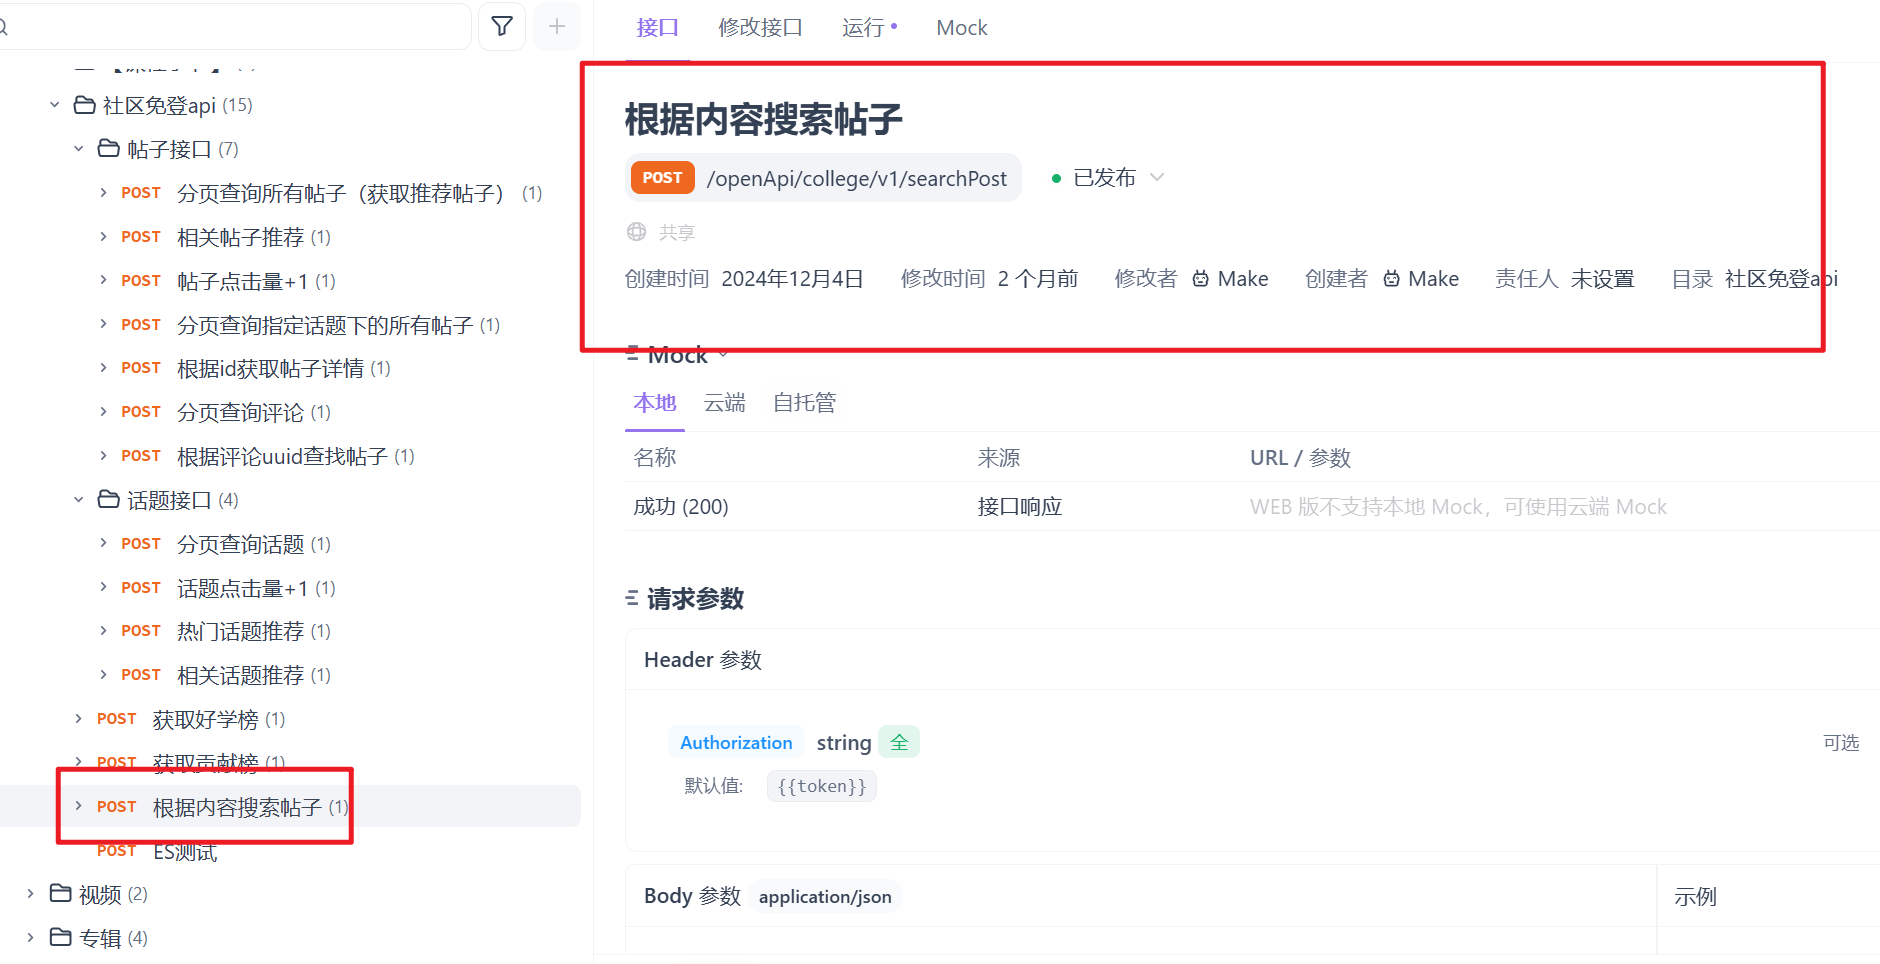 社区免登api (15)
帖子接口 (7)
POST 分页查询所有帖子（获取推荐帖子） (1)
POST 相关帖子推荐 (1)
POST 帖子点击量+1 (1)
POST 分页查询指定话题下的所有帖子 (1)
POST 根据id获取帖子详情 (1)
POST 分页查询评论 (1)
POST 根据评论uuid查找帖子 (1)
话题接口 (4)
POST 分页查询话题 (1)
POST 话题点击量+1 (1)
POST 热门话题推荐 (1)
POST 相关话题推荐 (1)
POST 获取好学榜 (1)
POST 获取贡献榜 (1)
POST 根据内容搜索帖子 (1)
POST ES测试
视频 (2)
专辑 (4)
接口 修改接口 运行 Mock
根据内容搜索帖子
POST /openApi/college/v1/searchPost 已发布
共享
创建时间 2024年12月4日 修改时间 2 个月前 修改者 Make 创建者 Make 责任人 未设置 目录 社区免登api
Mock
本地 云端 自托管
名称 来源 URL / 参数
成功 (200) 接口响应 WEB 版不支持本地 Mock，可使用云端 Mock
请求参数
Header 参数
Authorization string 全 可选
默认值: {{token}}
Body 参数 application/json 示例